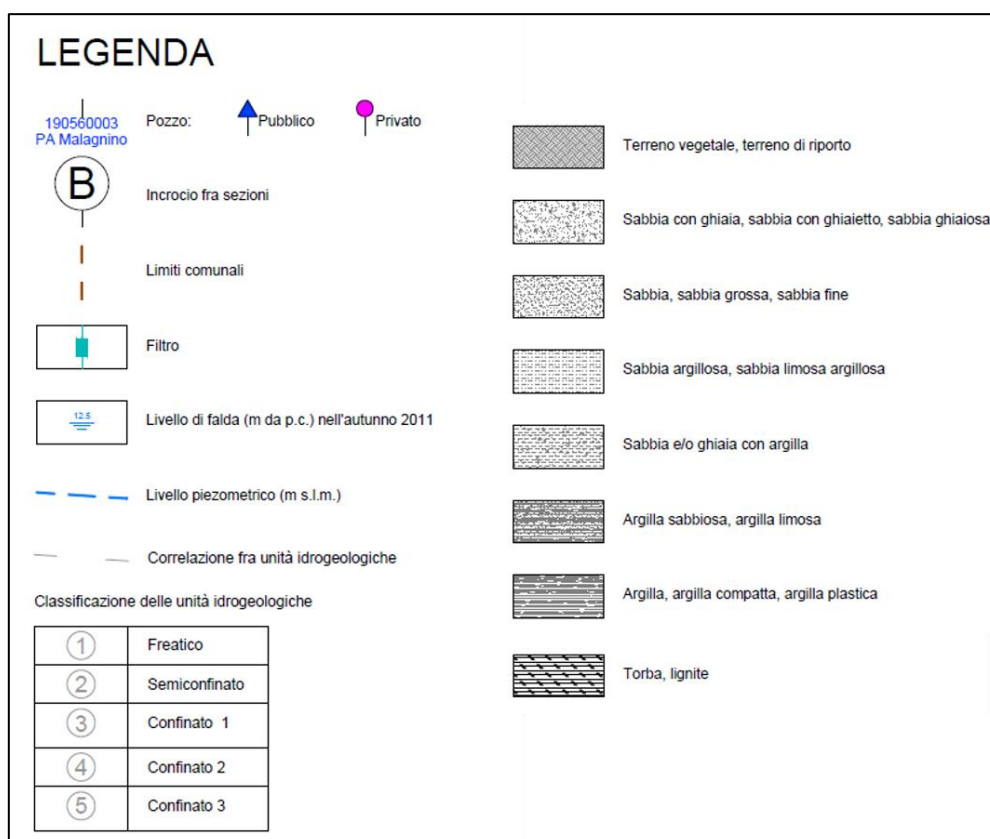 LEGENDA
190560003
PA Malagnino
Pozzo:
Pubblico
Privato
B
Incrocio fra sezioni
Limiti comunali
Filtro
12.5
Livello di falda (m da p.c.) nell'autunno 2011
Livello piezometrico (m s.l.m.)
Correlazione fra unità idrogeologiche
Classificazione delle unità idrogeologiche
1 Freatico
2 Semiconfinato
3 Confinato 1
4 Confinato 2
5 Confinato 3
Terreno vegetale, terreno di riporto
Sabbia con ghiaia, sabbia con ghiaietto, sabbia ghiaiosa
Sabbia, sabbia grossa, sabbia fine
Sabbia argillosa, sabbia limosa argillosa
Sabbia e/o ghiaia con argilla
Argilla sabbiosa, argilla limosa
Argilla, argilla compatta, argilla plastica
Torba, lignite